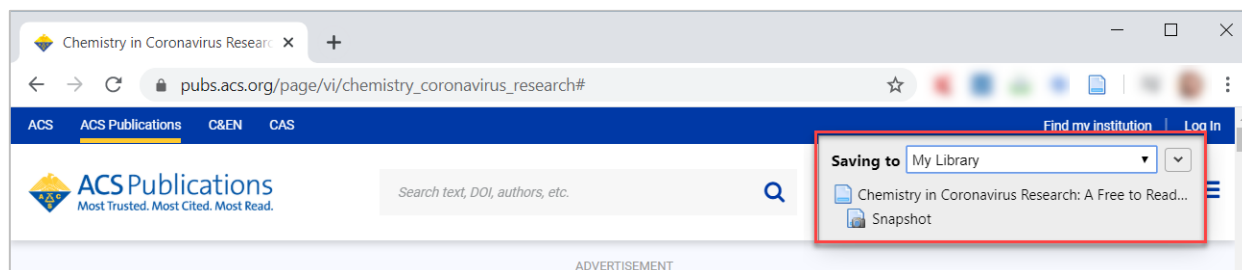 Chemistry in Coronavirus Researc
pubs.acs.org/page/vi/chemistry_coronavirus_research#
ACS ACS Publications C&EN CAS Find my institution | Log In
Saving to My Library
ACS Publications
Most Trusted. Most Cited. Most Read.
Search text, DOI, authors, etc.
Chemistry in Coronavirus Research: A Free to Read...
Snapshot
ADVERTISEMENT